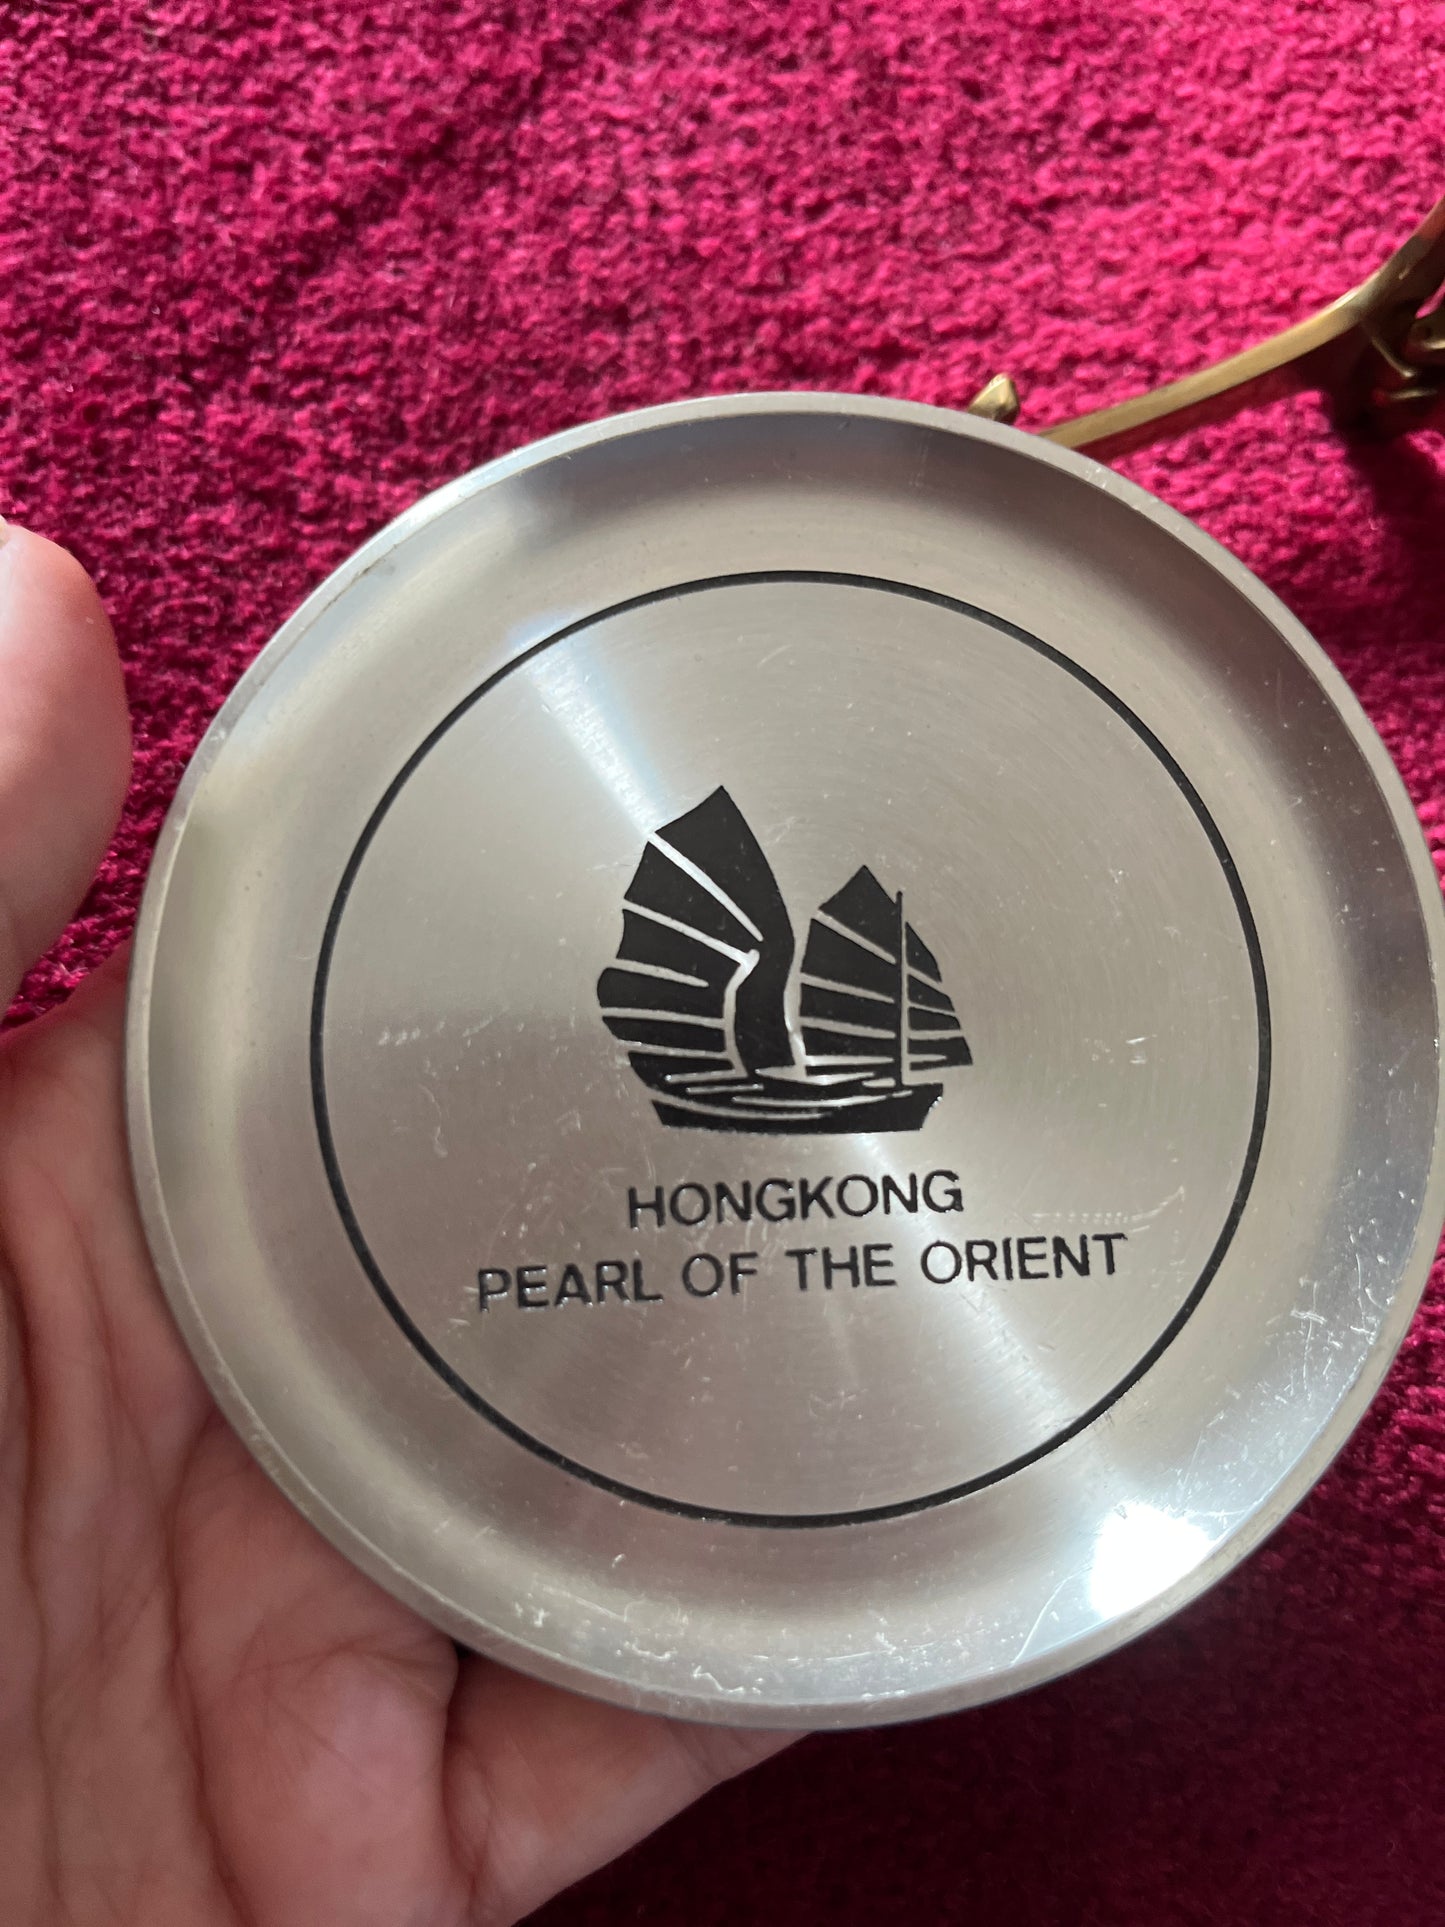 HONGKONG
PEARL OF THE ORIENT